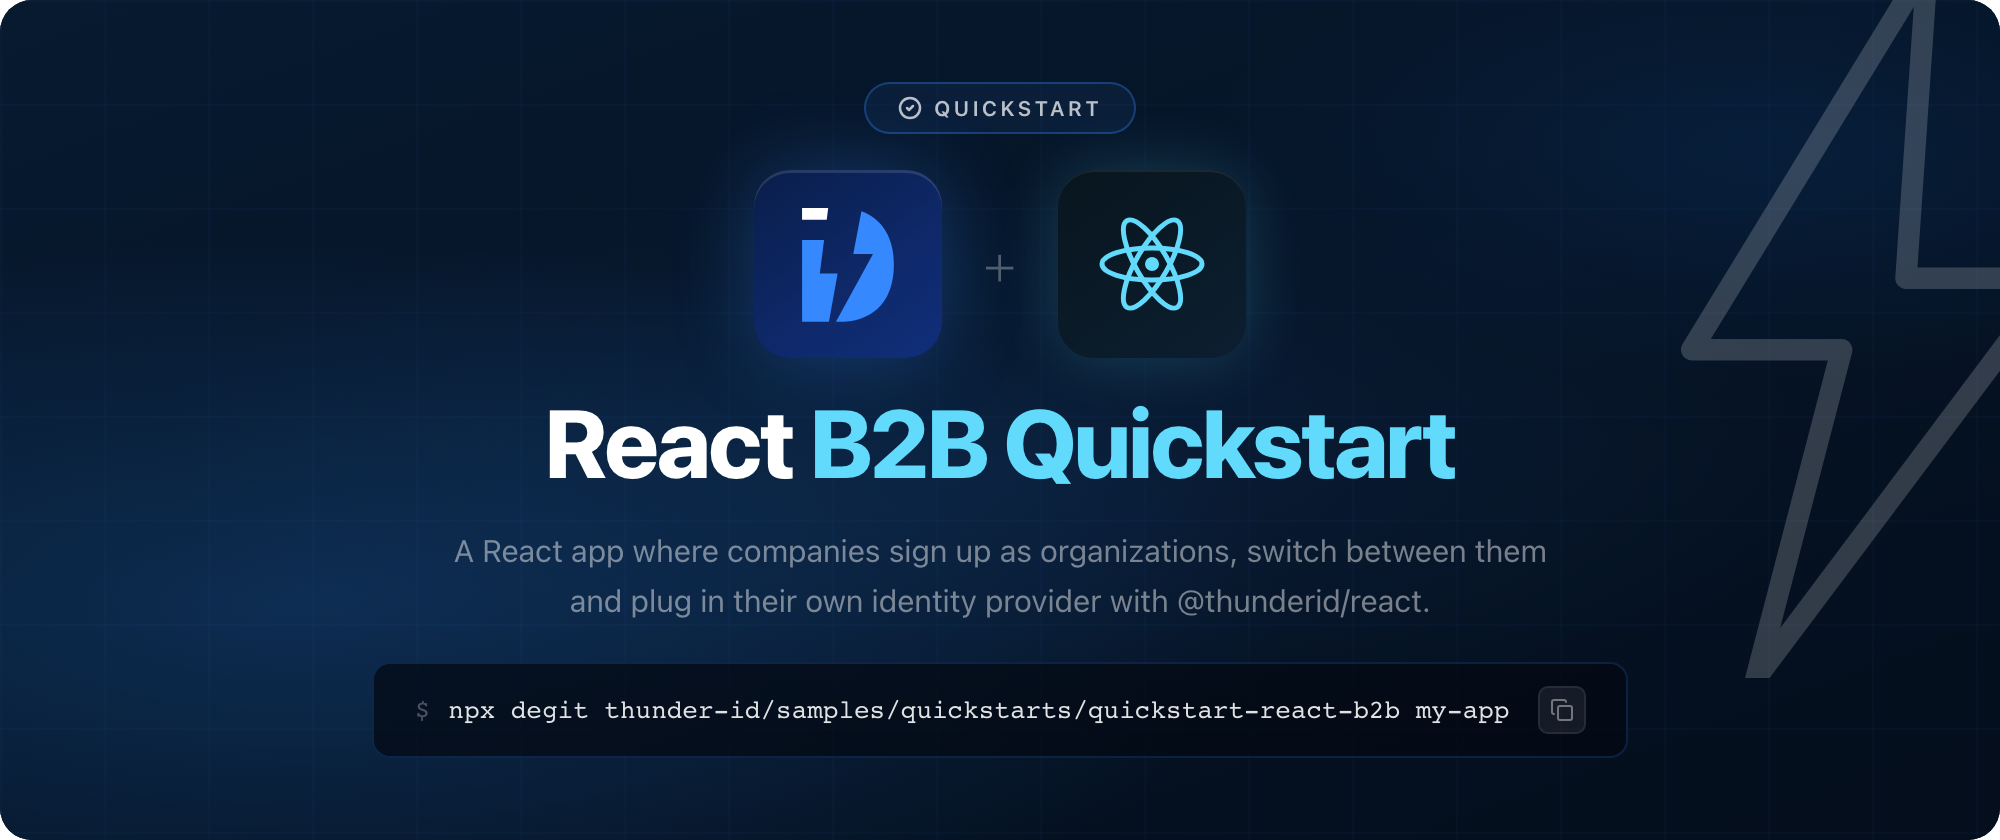 QUICKSTART
React B2B Quickstart
A React app where companies sign up as organizations, switch between them
and plug in their own identity provider with @thunderid/react.
$ npx degit thunder-id/samples/quickstarts/quickstart-react-b2b my-app